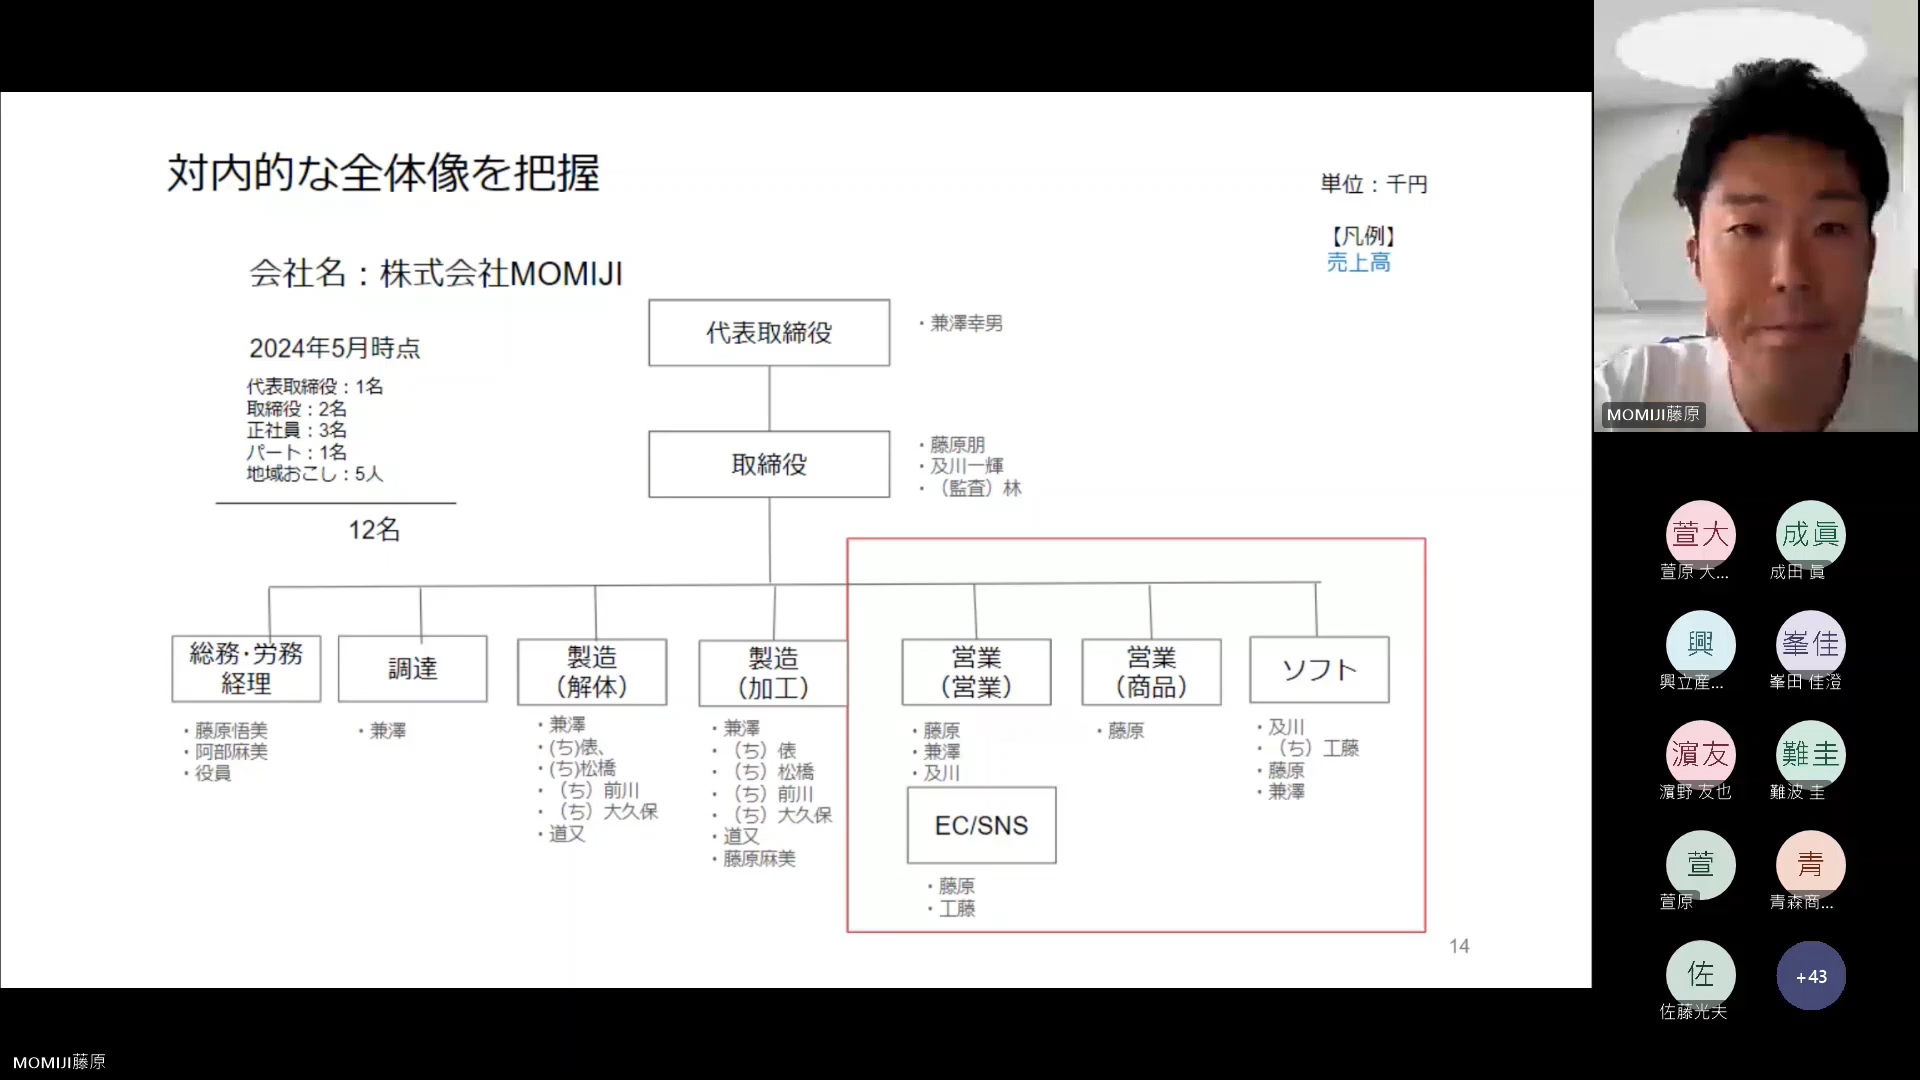 対内的な全体像を把握
単位：千円
【凡例】
売上高
会社名：株式会社MOMIJI
2024年5月時点
代表取締役：1名
取締役：2名
正社員：3名
パート：1名
地域おこし：5人
12名
代表取締役
・兼澤幸男
取締役
・藤原朋
・及川一輝
・（監査）林
総務･労務
経理
・藤原悟美
・阿部麻美
・役員
調達
・兼澤
製造
（解体）
・兼澤
・(ち)俵、
・(ち)松橋
・（ち）前川
・（ち）大久保
・道又
製造
（加工）
・兼澤
・（ち）俵
・（ち）松橋
・（ち）前川
・（ち）大久保
・道又
・藤原麻美
営業
（営業）
・藤原
・兼澤
・及川
EC/SNS
・藤原
・工藤
営業
（商品）
・藤原
ソフト
・及川
・（ち）工藤
・藤原
・兼澤
14
MOMIJI藤原
萱大
萱原 大...
成眞
成田 眞
興
興立産...
峯佳
峯田 佳澄
濵友
濵野 友也
難圭
難波 圭
萱
萱原
青
青森商...
佐
佐藤光夫
+43
MOMIJI藤原